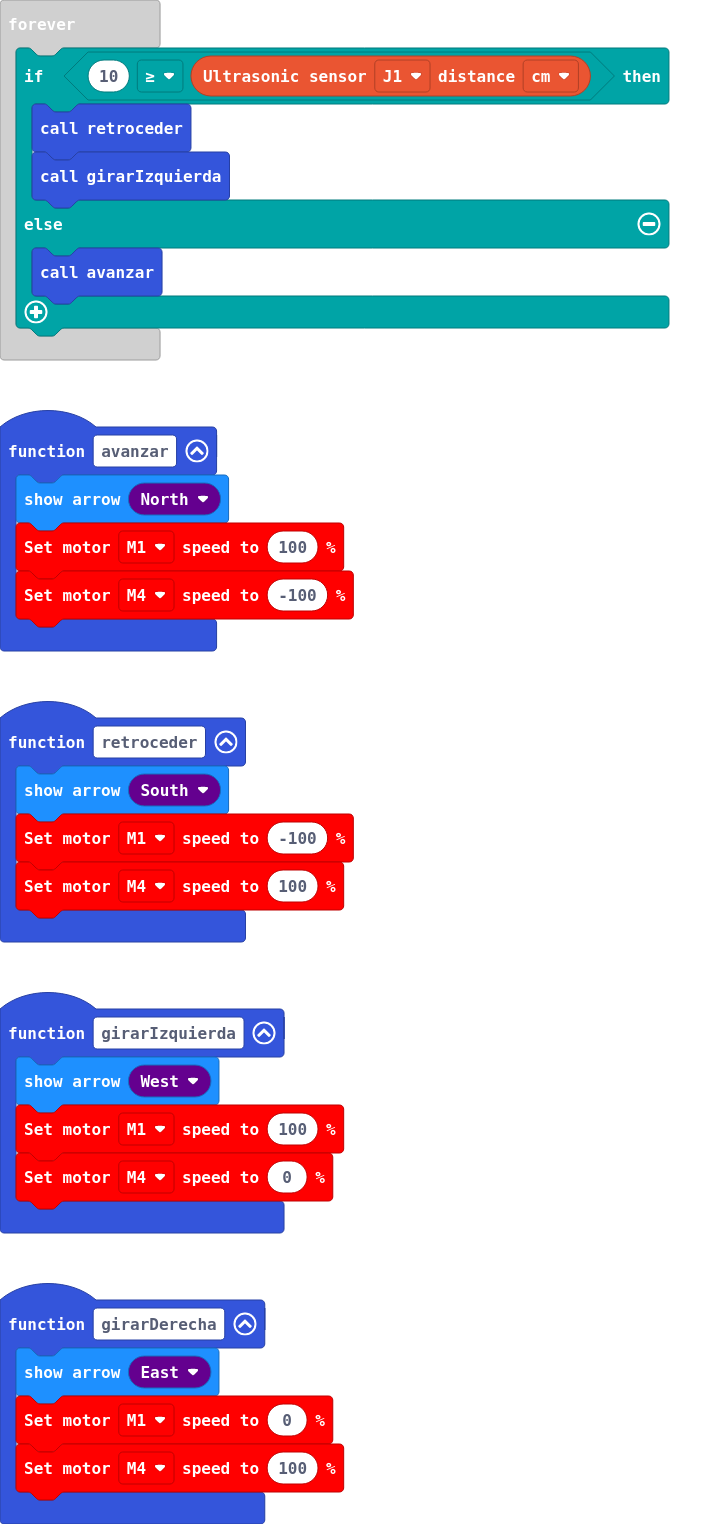 forever
if 10 ≥ Ultrasonic sensor J1 distance cm then
call retroceder
call girarIzquierda
else
call avanzar
function avanzar
show arrow North
Set motor M1 speed to 100 %
Set motor M4 speed to -100 %
function retroceder
show arrow South
Set motor M1 speed to -100 %
Set motor M4 speed to 100 %
function girarIzquierda
show arrow West
Set motor M1 speed to 100 %
Set motor M4 speed to 0 %
function girarDerecha
show arrow East
Set motor M1 speed to 0 %
Set motor M4 speed to 100 %